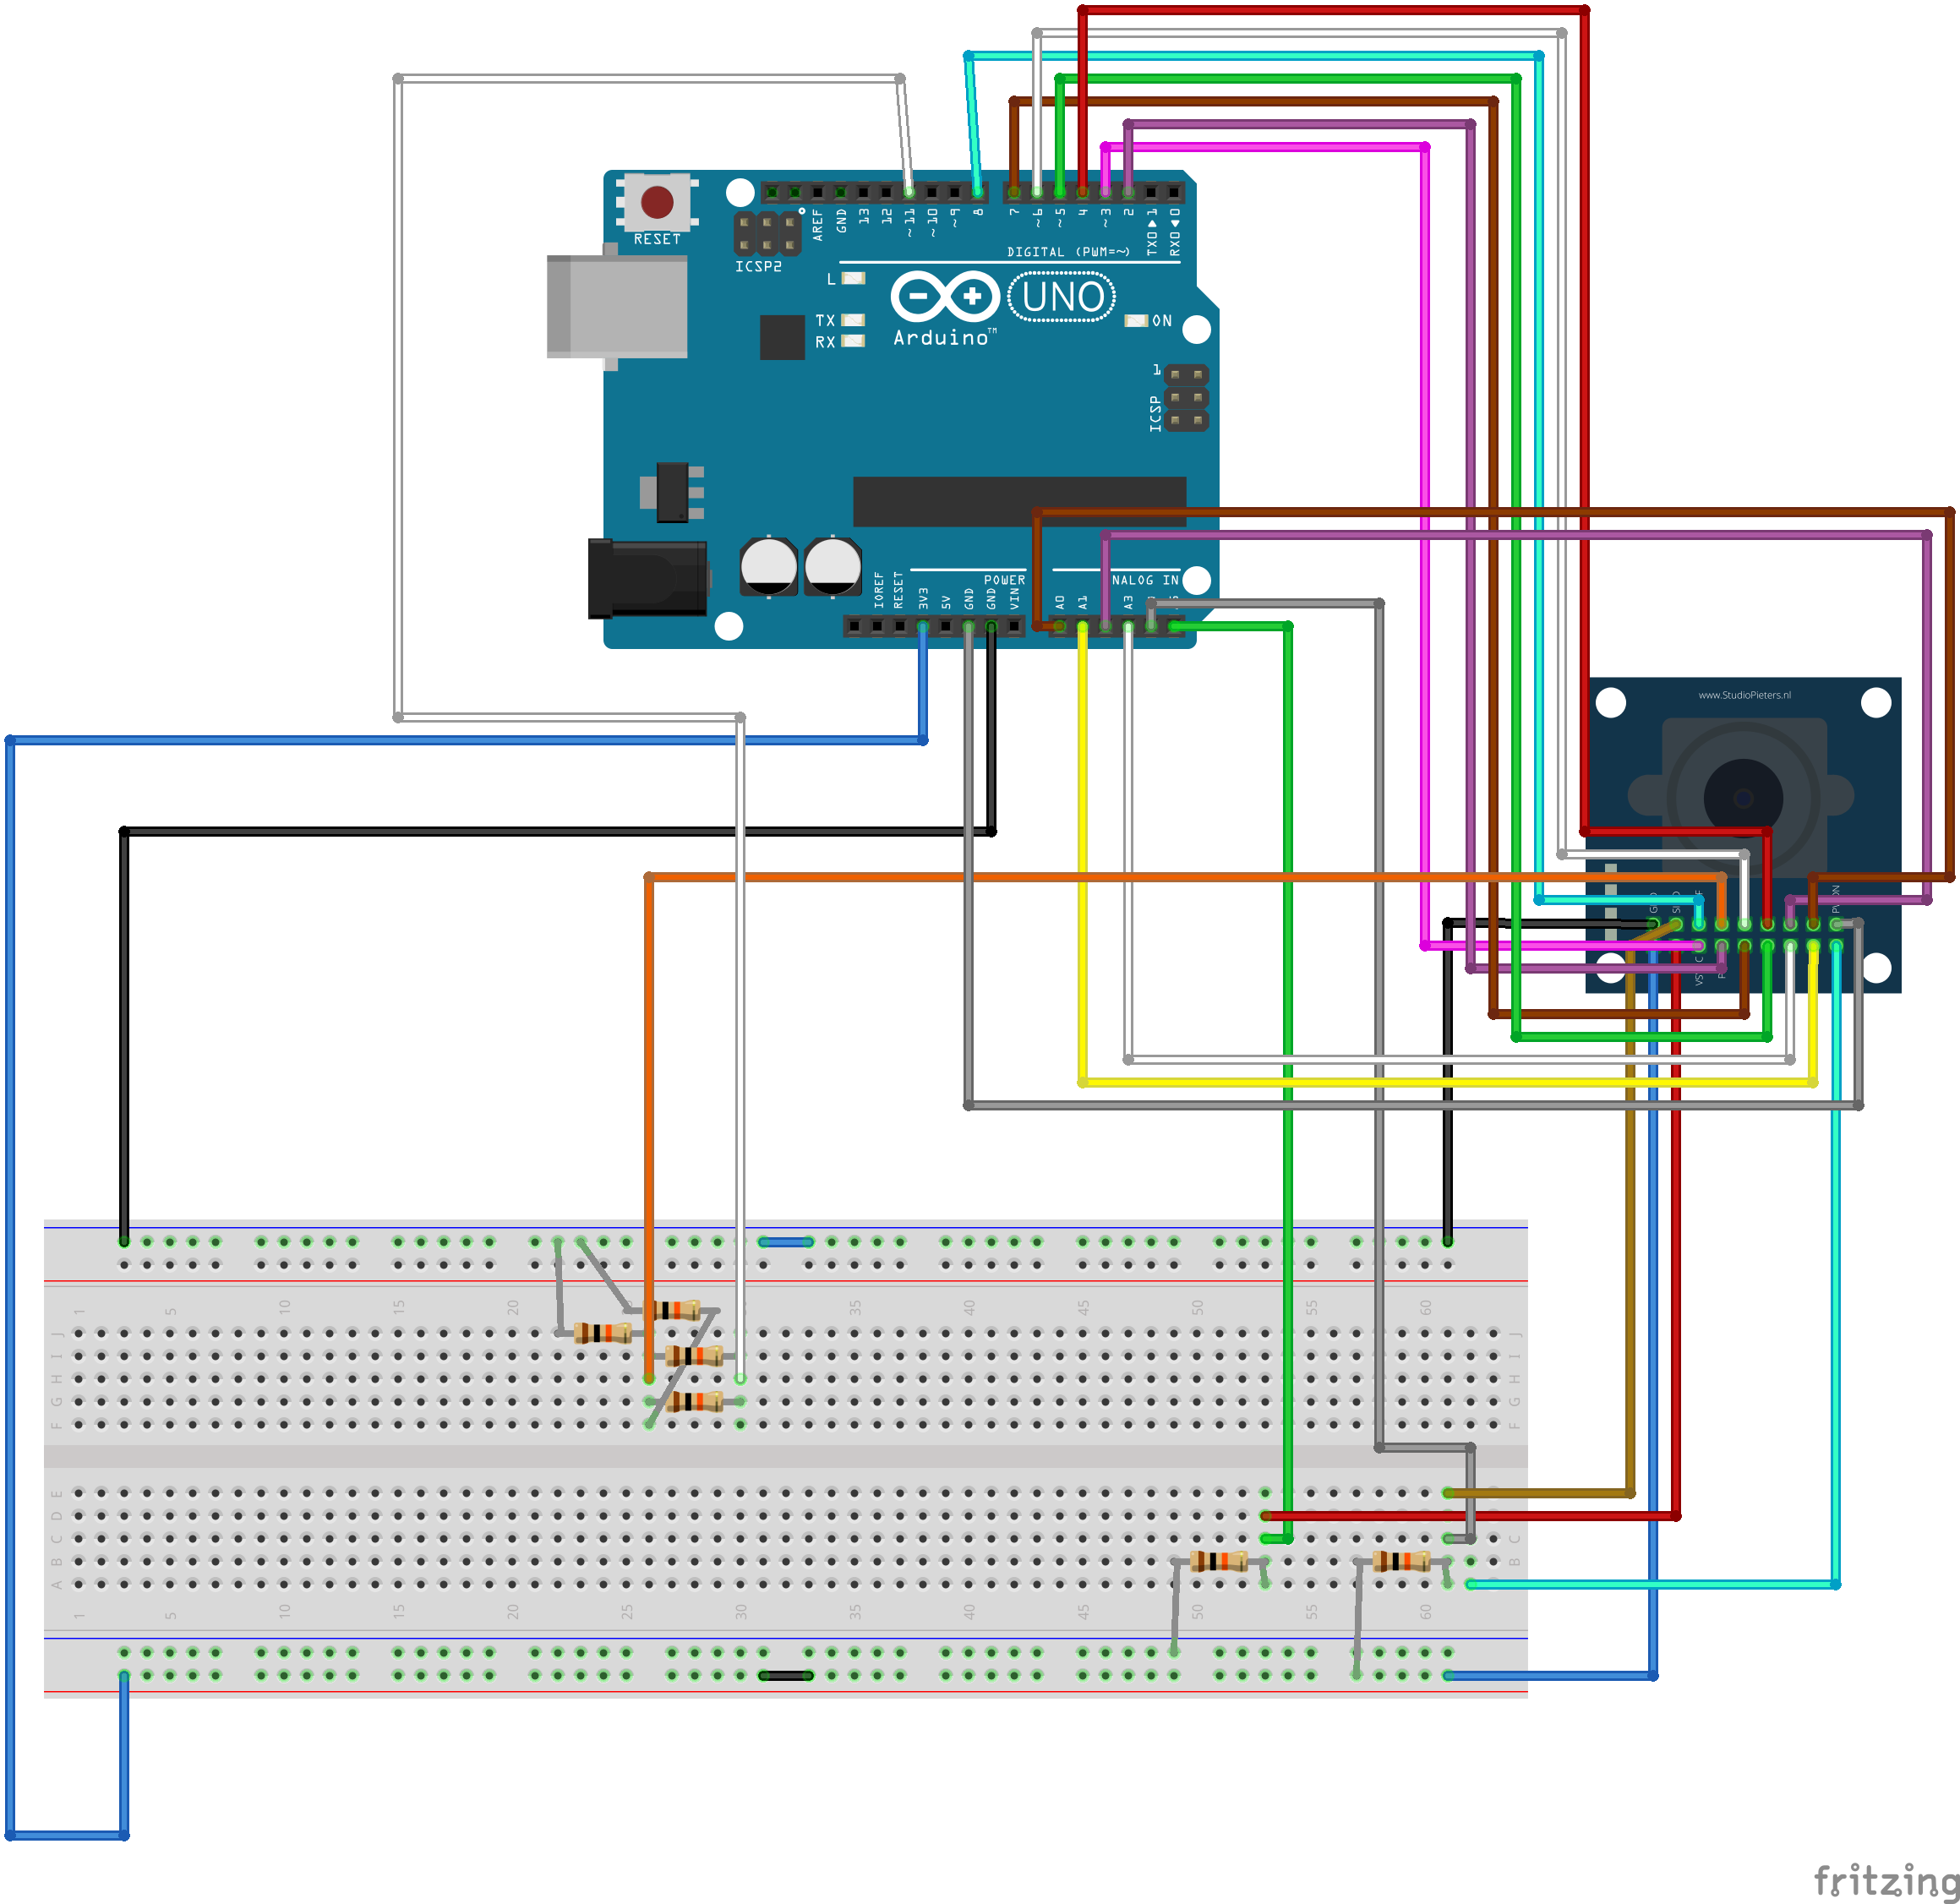 RESET
ICSP2
AREF
GND
13
12
~11
~10
~9
8
7
~6
~5
4
~3
2
TX0 1
RX0 0
DIGITAL (PWM=~)
L
TX
RX
Arduino™
UNO
ON
1
ICSP
IOREF
RESET
3V3
5V
GND
GND
VIN
POWER
A0
A1
A3
NALOG IN
www.StudioPieters.nl
1 5 10 15 20 35 40 45 50 55 60
J
I
H
G
F
J
I
H
G
F
E
D
C
B
A
E
D
C
B
A
1 5 10 15 20 25 30 35 40 45 50 55 60
fritzing